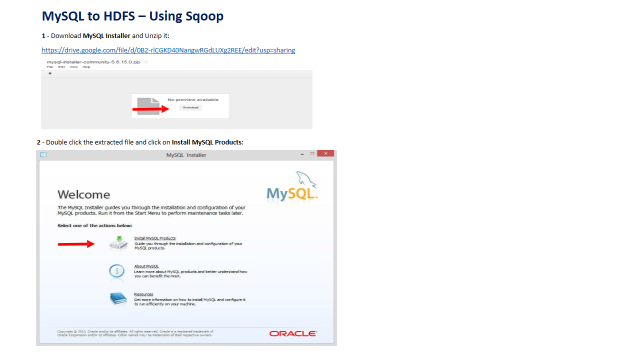 MySQL to HDFS – Using Sqoop
1 - Download MySQL Installer and Unzip it:
https://drive.google.com/file/d/0B2-rlCGKD40NangwRGdLUXg2REE/edit?usp=sharing
mysql-installer-community-5.6.15.0.zip
File Edit View Help
No preview available
Download
2 - Double click the extracted file and click on Install MySQL Products:
MySQL Installer
MySQL
Welcome
The MySQL Installer guides you through the installation and configuration of your
MySQL products. Run it from the Start Menu to perform maintenance tasks later.
Select one of the actions below:
Install MySQL Products
Guide you through the installation and configuration of your
MySQL products.
About MySQL
Learn more about MySQL products and better understand how
you can benefit the most.
Resources
Get more information on how to install MySQL and configure it
to run efficiently on your machine.
Copyright © 2013, Oracle and/or its affiliates. All rights reserved. Oracle is a registered trademark of
Oracle Corporation and/or its affiliates. Other names may be trademarks of their respective owners.
ORACLE